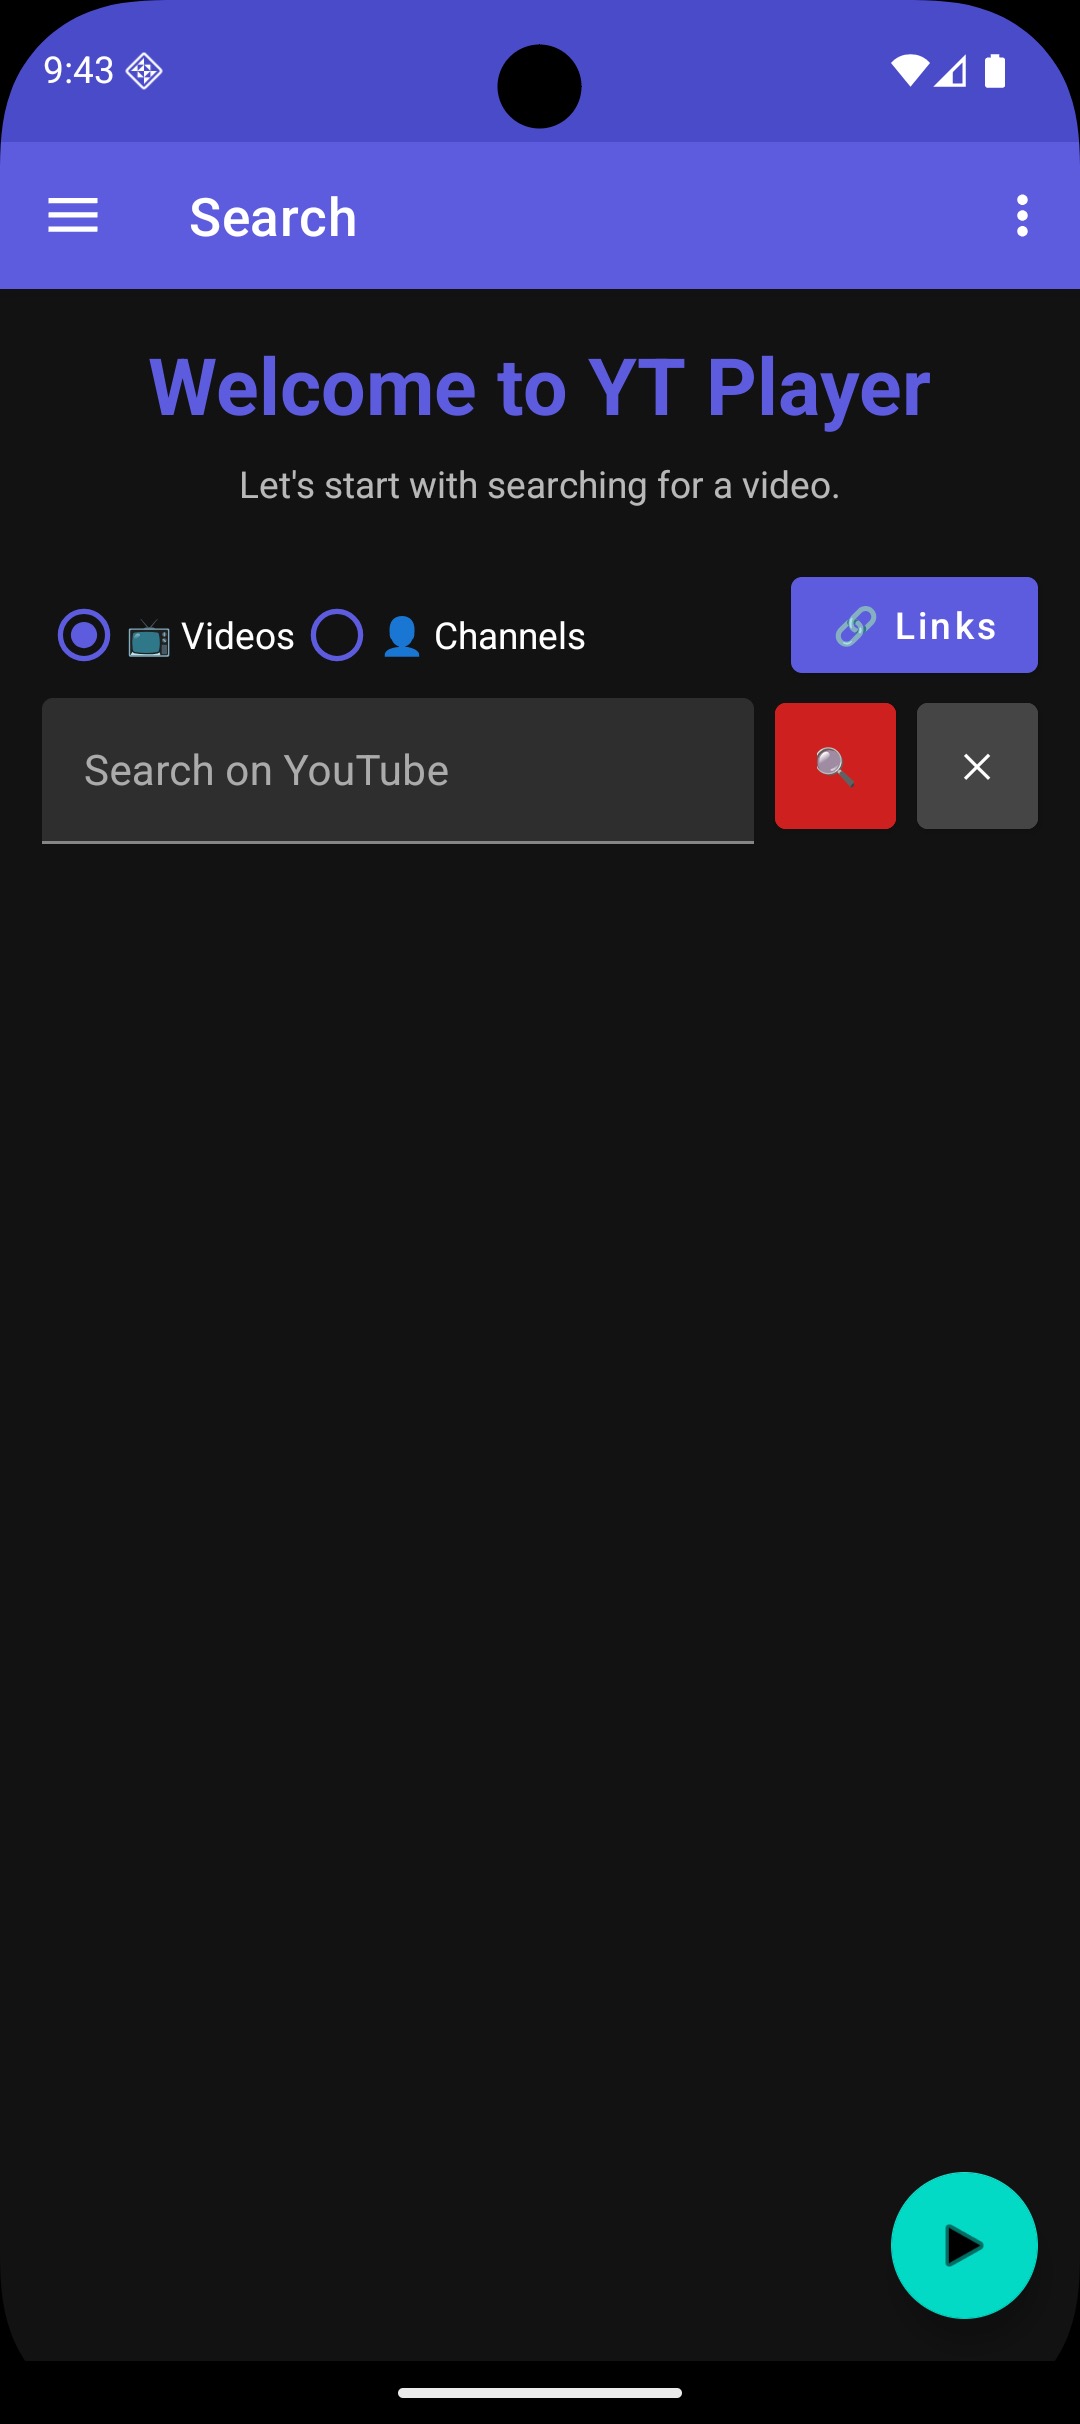 9:43
Search
Welcome to YT Player
Let's start with searching for a video.
📺 Videos 👤 Channels
🔗 Links
Search on YouTube